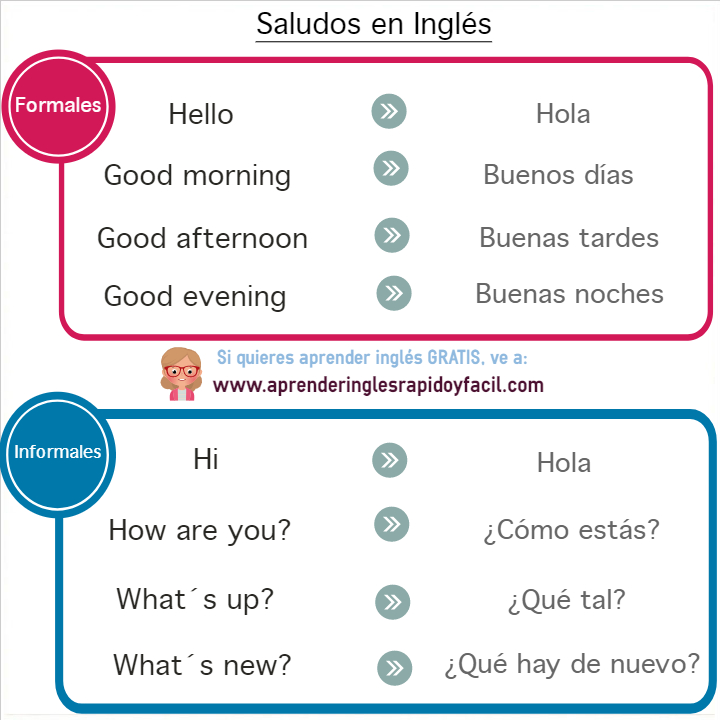 Saludos en Inglés
Formales
Hello Hola
Good morning Buenos días
Good afternoon Buenas tardes
Good evening Buenas noches
Si quieres aprender inglés GRATIS, ve a:
www.aprenderinglesrapidoyfacil.com
Informales
Hi Hola
How are you? ¿Cómo estás?
What´s up? ¿Qué tal?
What´s new? ¿Qué hay de nuevo?